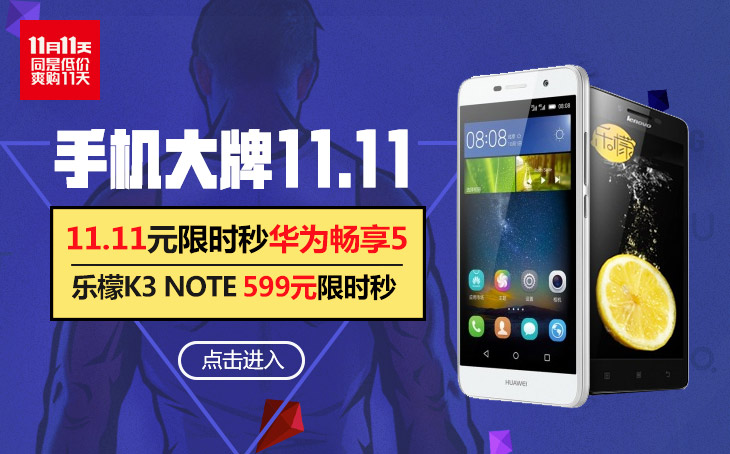 11月11天
同是低价
爽购11天
手机大牌11.11
11.11元限时秒华为畅享5
乐檬K3 NOTE 599元限时秒
点击进入
08:08
08:08
HUAWEI
lenovo
乐檬